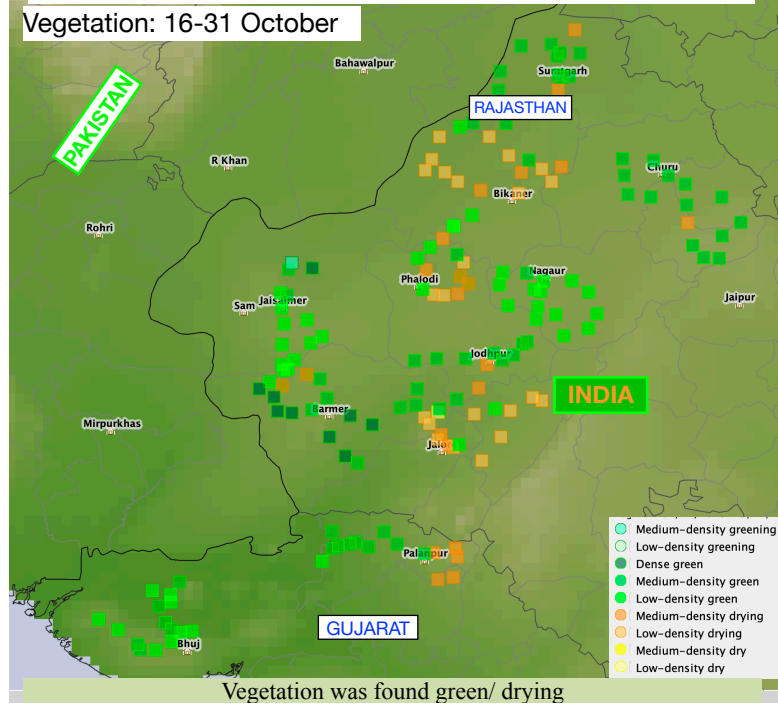 Vegetation: 16-31 October
Bahawalpur
Suratgarh
PAKISTAN
RAJASTHAN
R Khan
Churu
Bikaner
Rohri
Nagaur
Phalodi
Sam
Jaisalmer
Jaipur
Jodhpur
INDIA
Barmer
Mirpurkhas
Jalore
Medium-density greening
Low-density greening
Dense green
Medium-density green
Low-density green
Medium-density drying
Low-density drying
Medium-density dry
Low-density dry
Palanpur
GUJARAT
Bhuj
Vegetation was found green/ drying